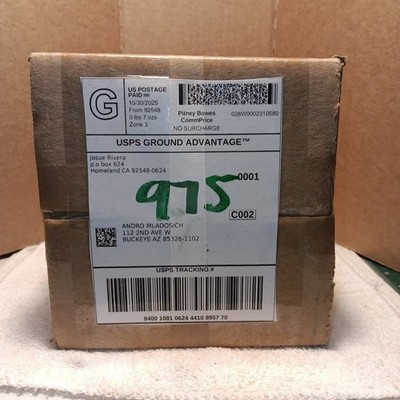 G
US POSTAGE
PAID IMI
10/30/2025
From 92548
0 lbs 7 ozs
Zone 3
Pitney Bowes
CommPrice
NO SURCHARGE
028W0002310580
USPS GROUND ADVANTAGE™
Josue Rivera
p.o box 624
Homeland CA 92548-0624
975
0001
C002
ANDRO MLADOSICH
112 2ND AVE W
BUCKEYE AZ 85326-1102
USPS TRACKING #
9400 1081 0624 4410 8957 70